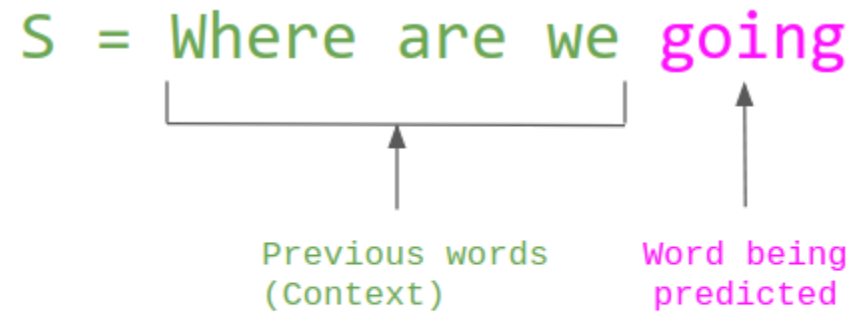 S = Where are we going
Previous words
(Context)
Word being
predicted